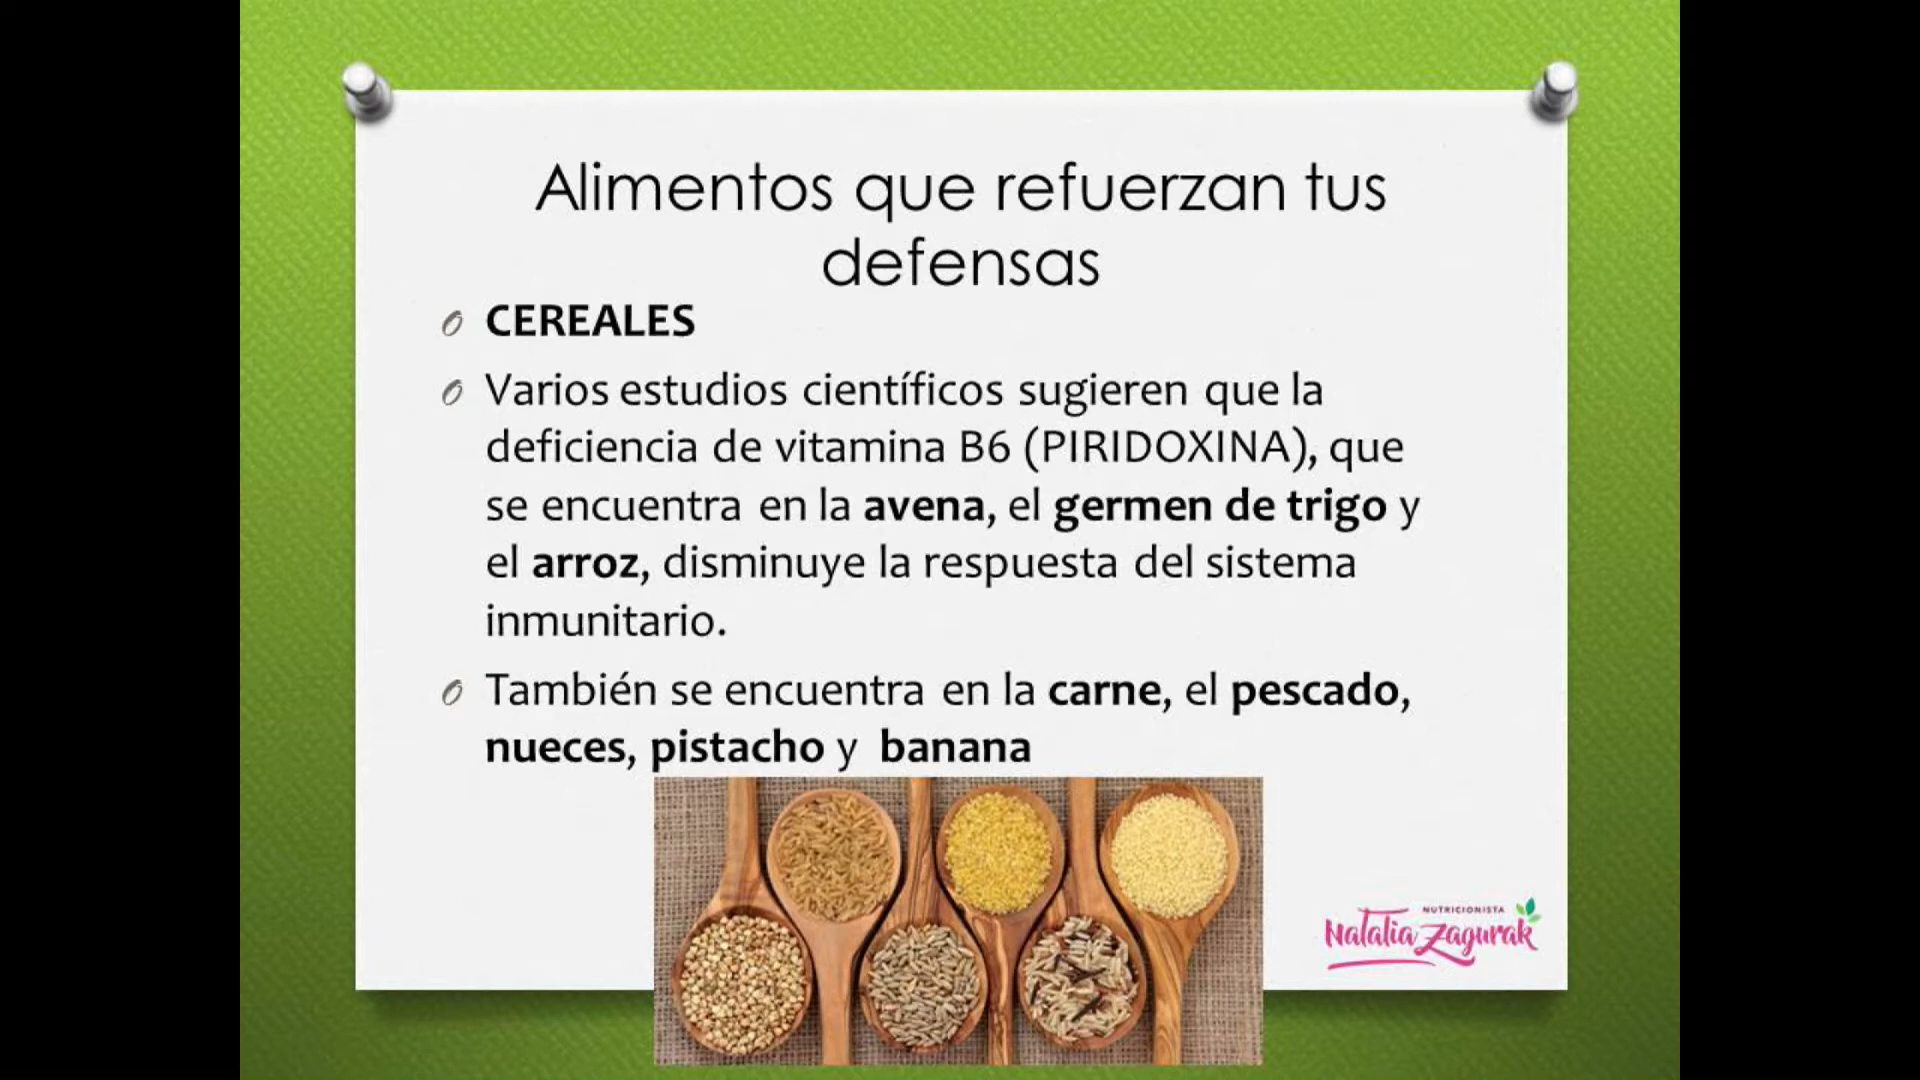 Alimentos que refuerzan tus
defensas
CEREALES
Varios estudios científicos sugieren que la
deficiencia de vitamina B6 (PIRIDOXINA), que
se encuentra en la avena, el germen de trigo y
el arroz, disminuye la respuesta del sistema
inmunitario.
También se encuentra en la carne, el pescado,
nueces, pistacho y banana
NUTRICIONISTA
Natalia Zagurak